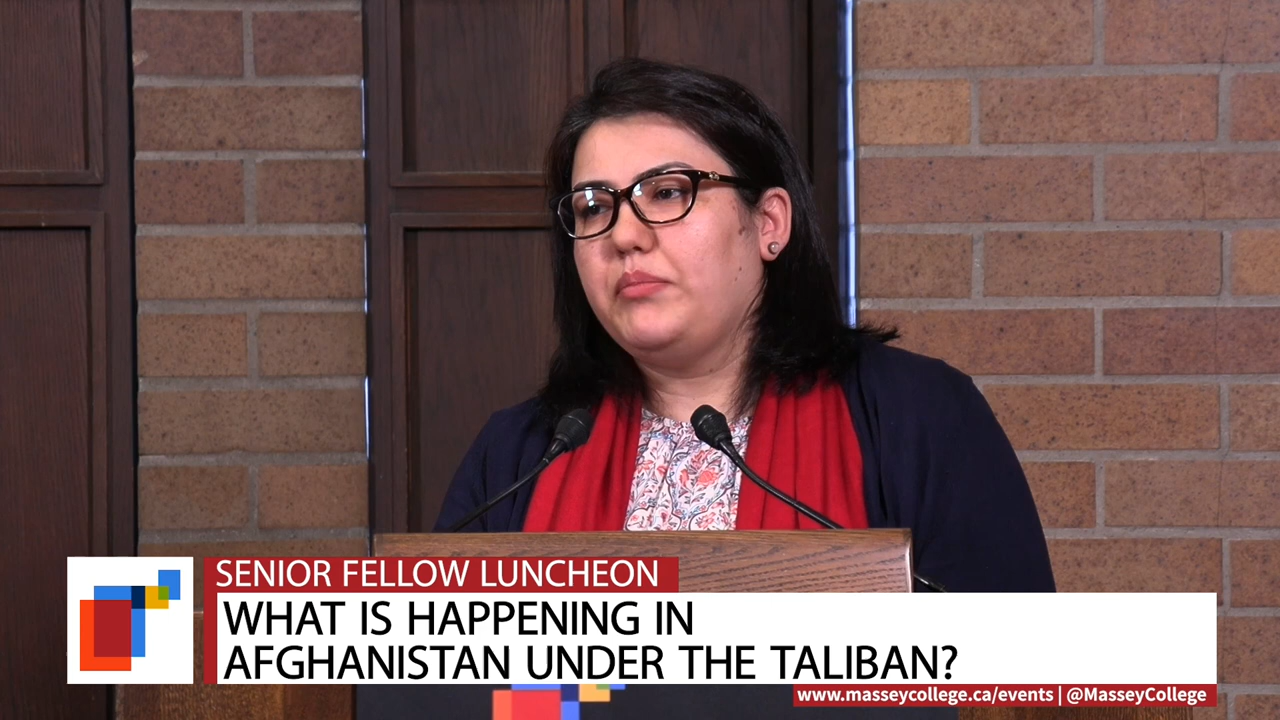 SENIOR FELLOW LUNCHEON
WHAT IS HAPPENING IN
AFGHANISTAN UNDER THE TALIBAN?
www.masseycollege.ca/events | @MasseyCollege